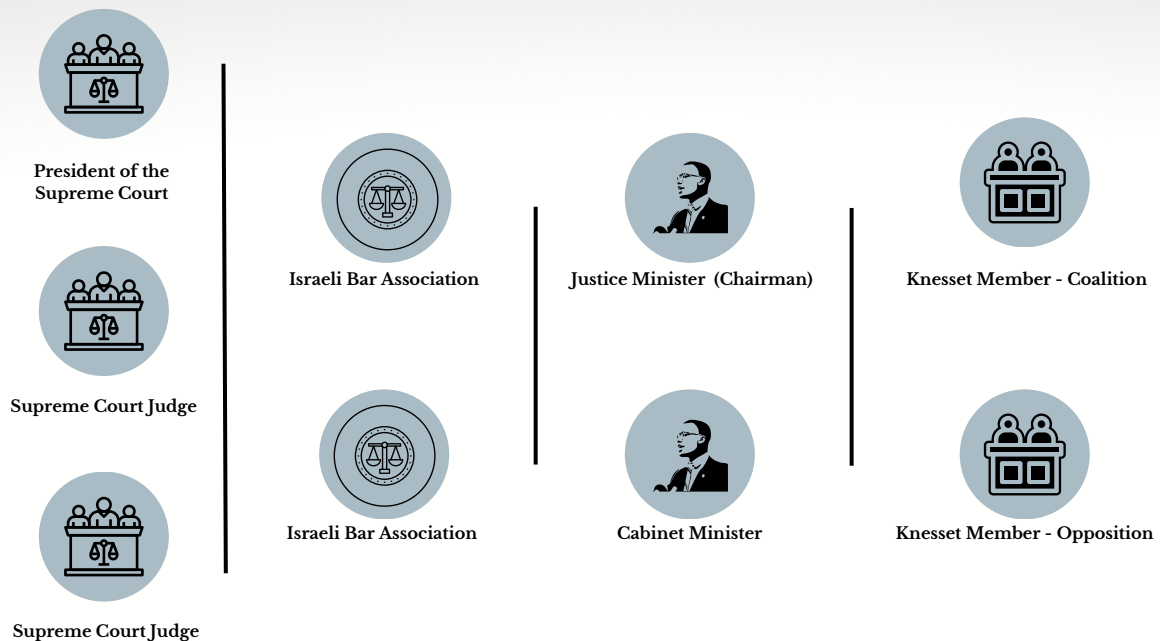 President of the
Supreme Court
Supreme Court Judge
Supreme Court Judge
Israeli Bar Association
Israeli Bar Association
Justice Minister (Chairman)
Cabinet Minister
Knesset Member - Coalition
Knesset Member - Opposition